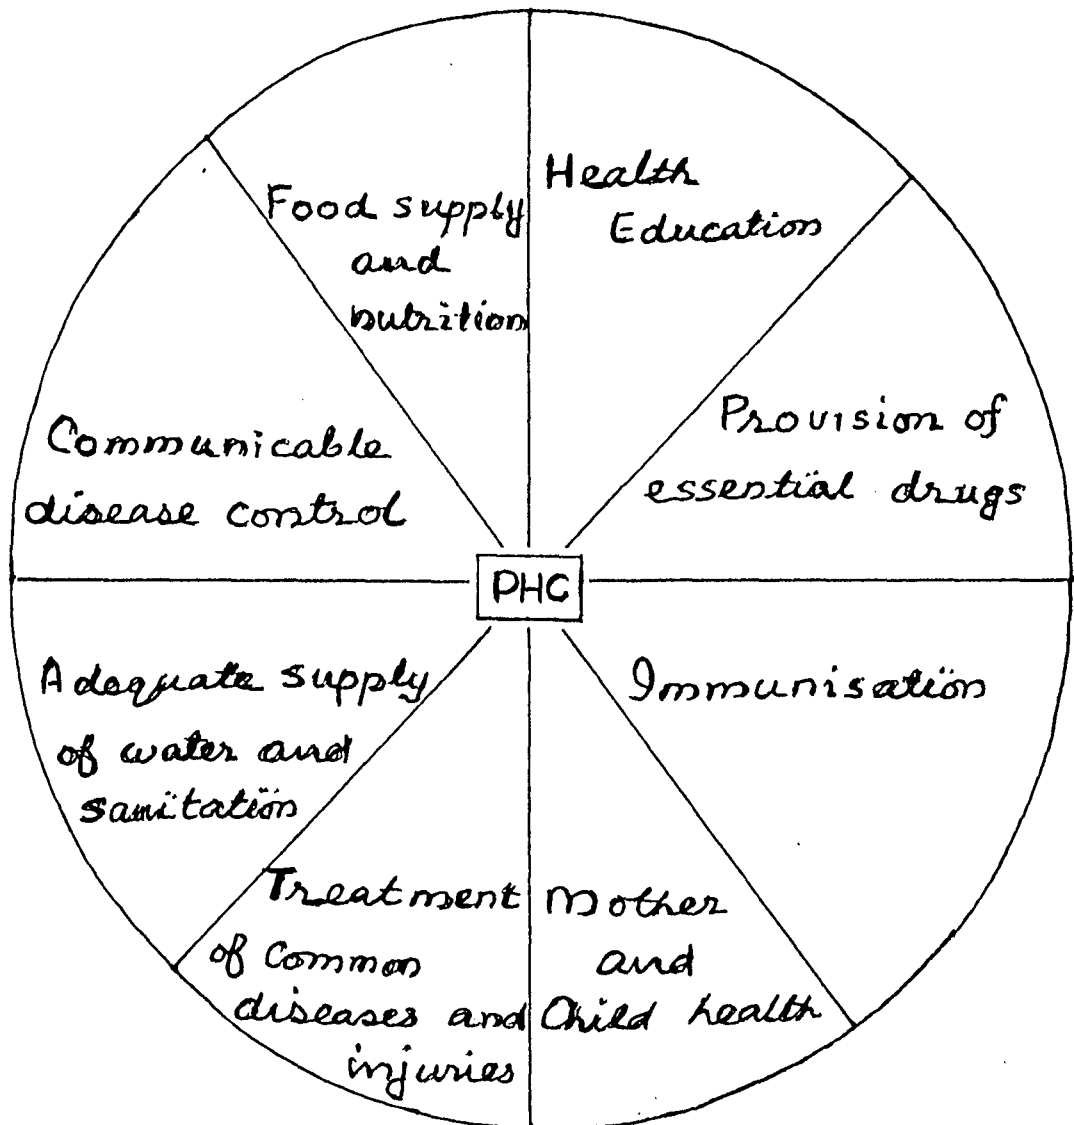 Health
Education
Provision of
essential drugs
Immunisation
Mother
and
Child health
Treatment
of common
diseases and
injuries
Adequate supply
of water and
sanitation
Communicable
disease control
Food supply
and
nutrition
PHC